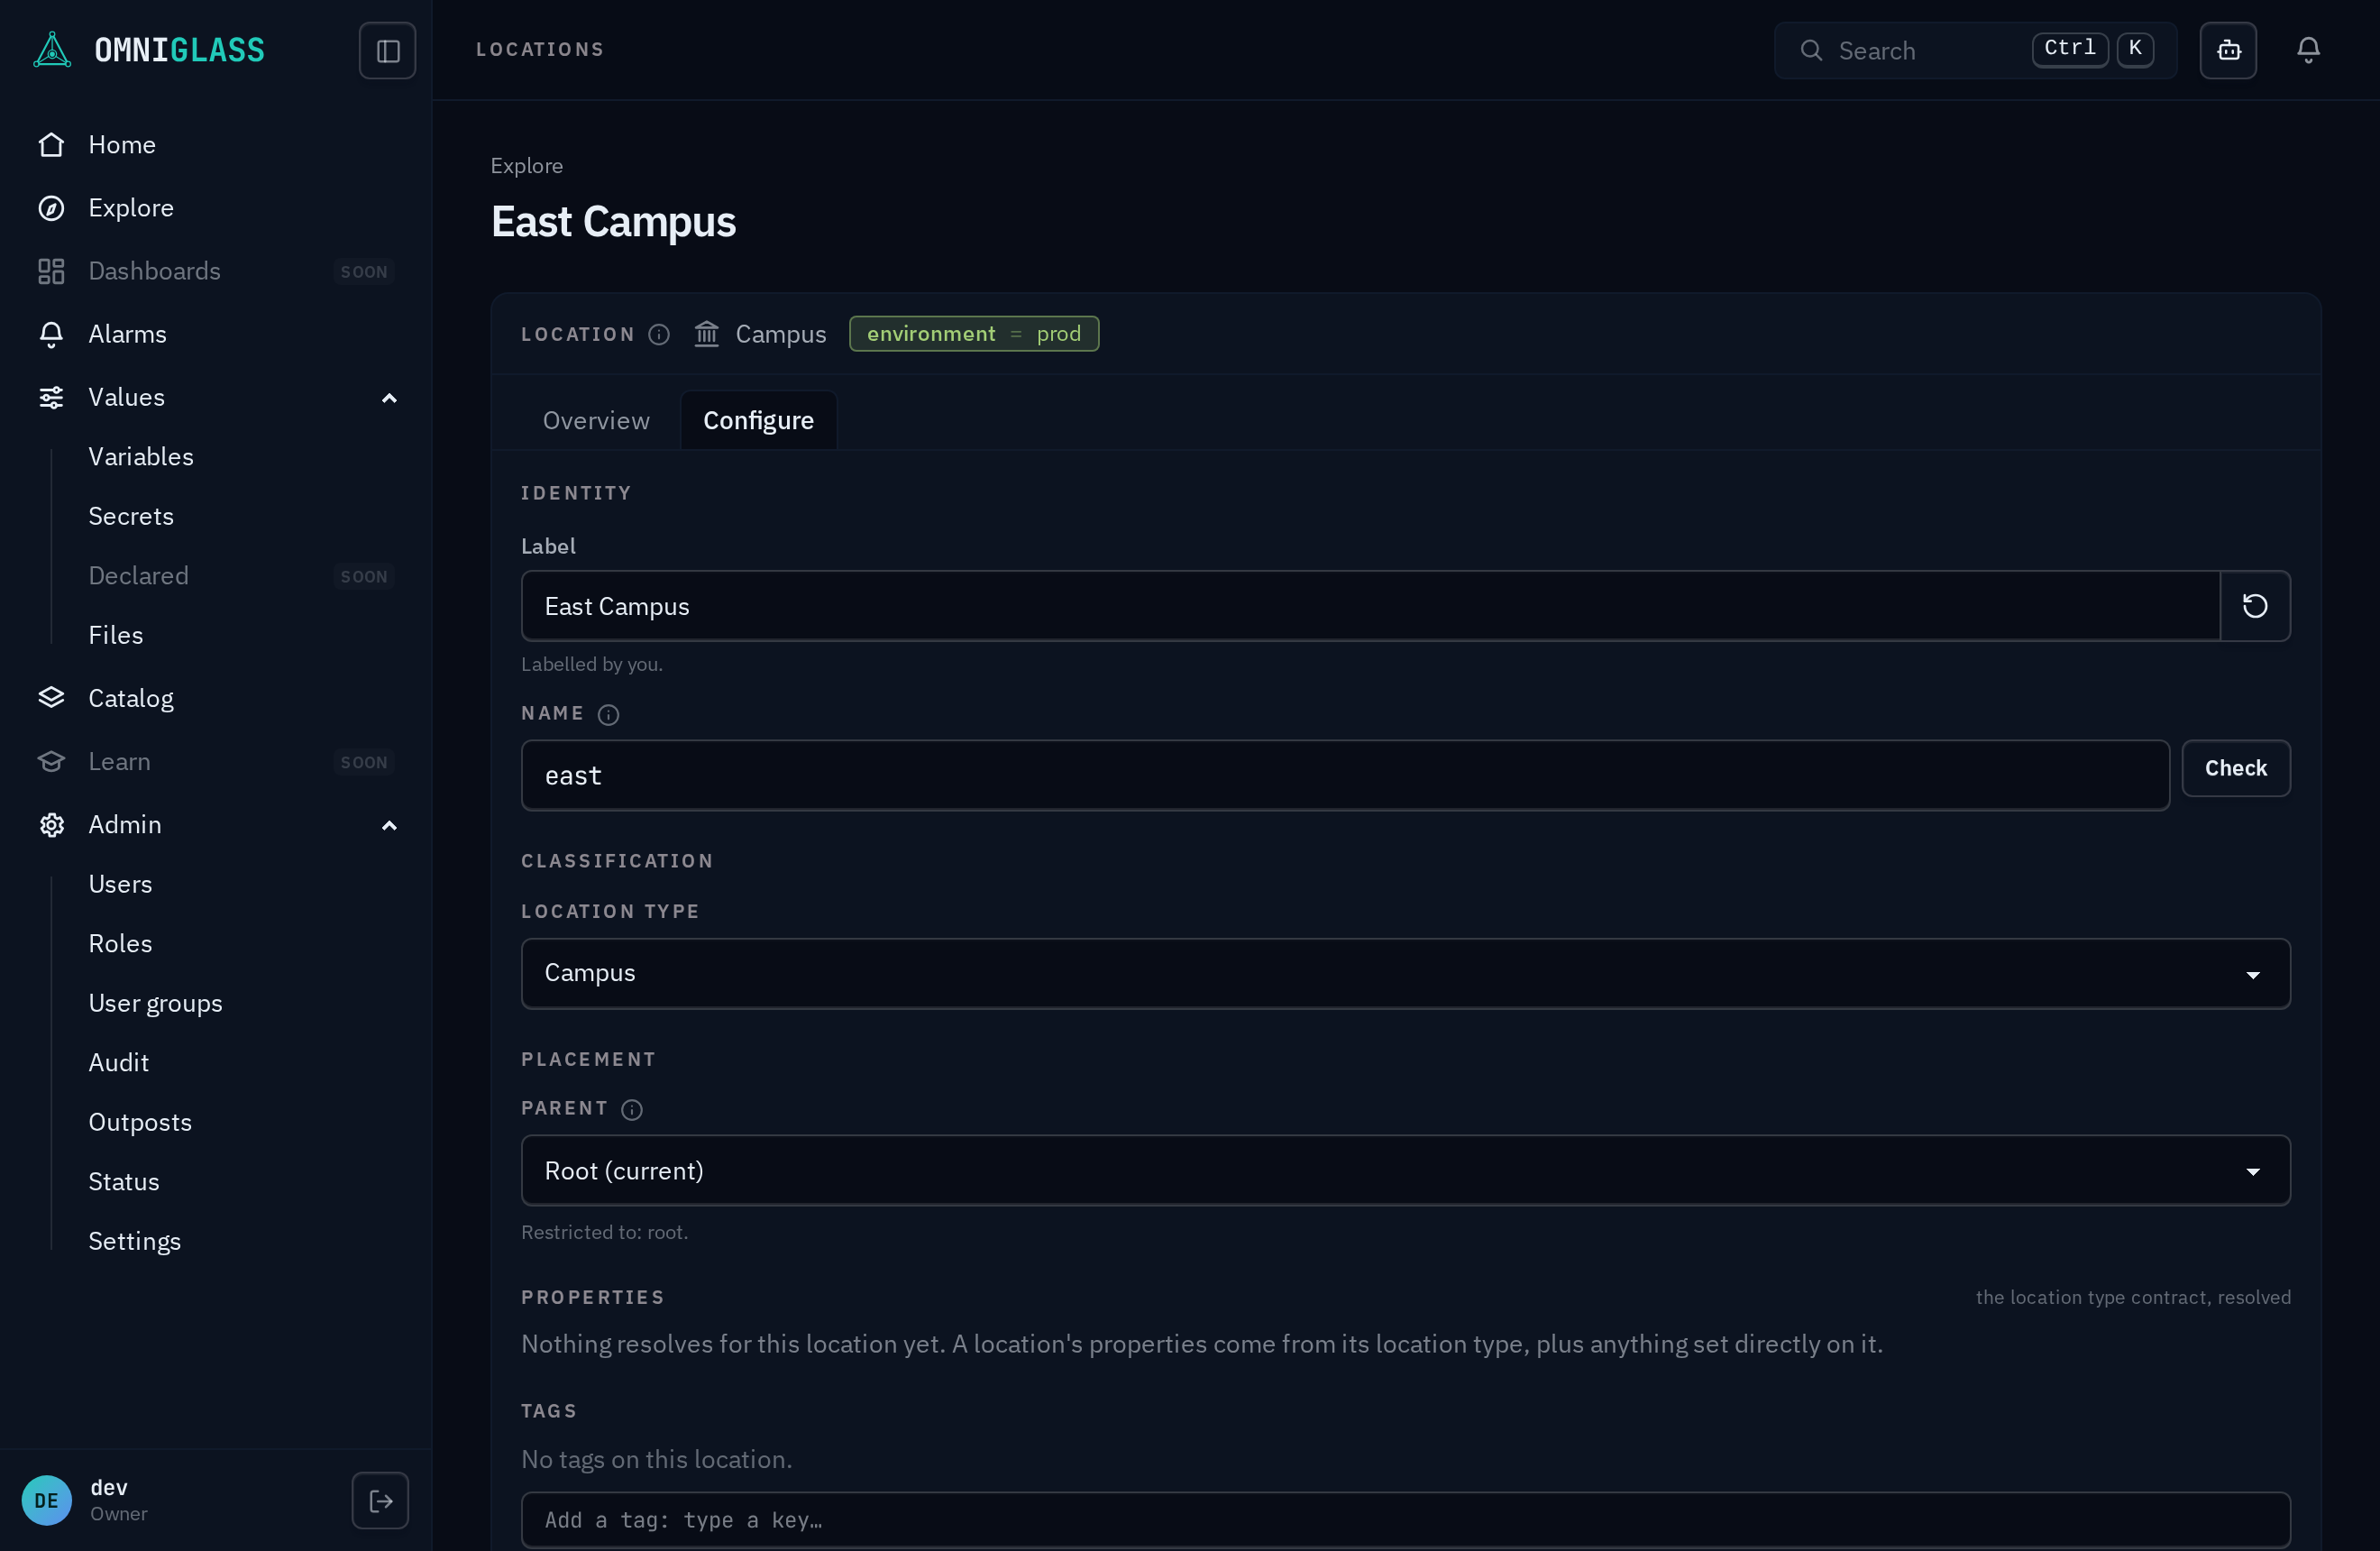 OMNIGLASS
LOCATIONS
Search
Ctrl K
Home
Explore
Dashboards SOON
Alarms
Values
Variables
Secrets
Declared SOON
Files
Catalog
Learn SOON
Admin
Users
Roles
User groups
Audit
Outposts
Status
Settings
DE
dev
Owner
Explore
East Campus
LOCATION Campus environment = prod
Overview Configure
IDENTITY
Label
East Campus
Labelled by you.
NAME
east
Check
CLASSIFICATION
LOCATION TYPE
Campus
PLACEMENT
PARENT
Root (current)
Restricted to: root.
PROPERTIES the location type contract, resolved
Nothing resolves for this location yet. A location's properties come from its location type, plus anything set directly on it.
TAGS
No tags on this location.
Add a tag: type a key…